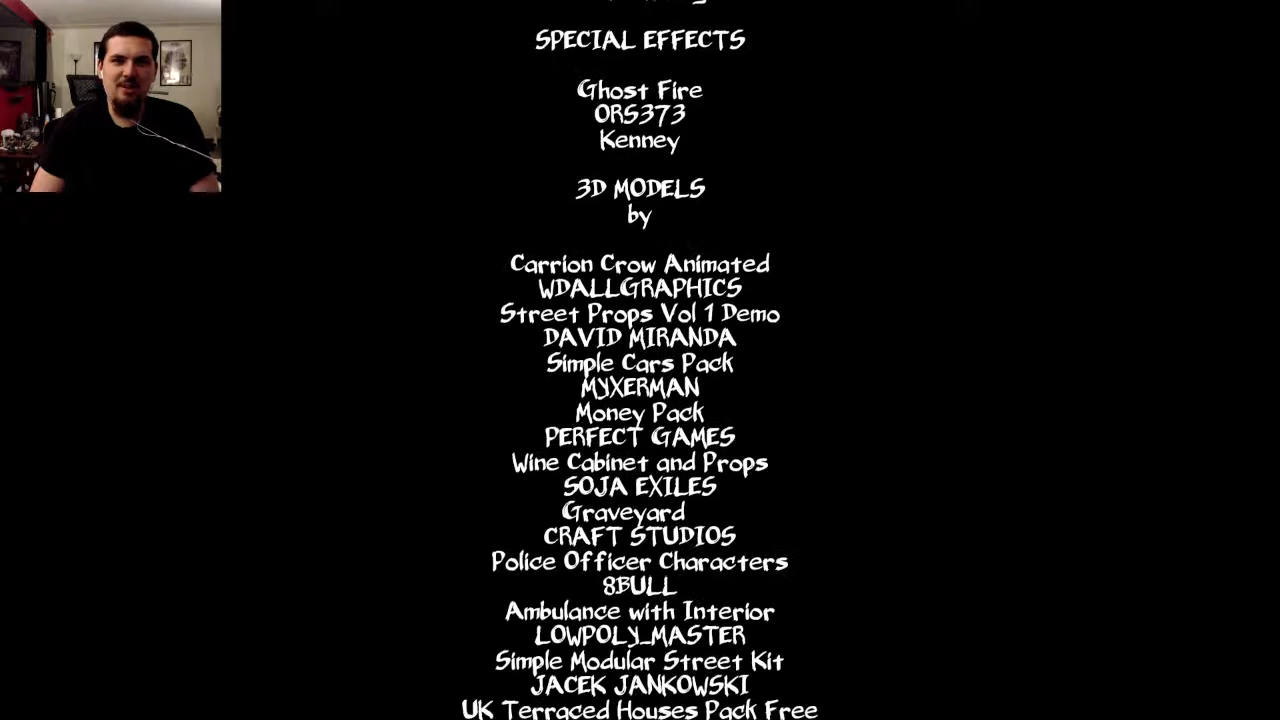 SPECIAL EFFECTS
Ghost Fire
ORS373
Kenney
3D MODELS
by
Carrion Crow Animated
WDALLGRAPHICS
Street Props Vol 1 Demo
DAVID MIRANDA
Simple Cars Pack
MYXERMAN
Money Pack
PERFECT GAMES
Wine Cabinet and Props
SOJA EXILES
Graveyard
CRAFT STUDIOS
Police Officer Characters
8BULL
Ambulance with Interior
LOWPOLY_MASTER
Simple Modular Street Kit
JACEK JANKOWSKI
UK Terraced Houses Pack Free